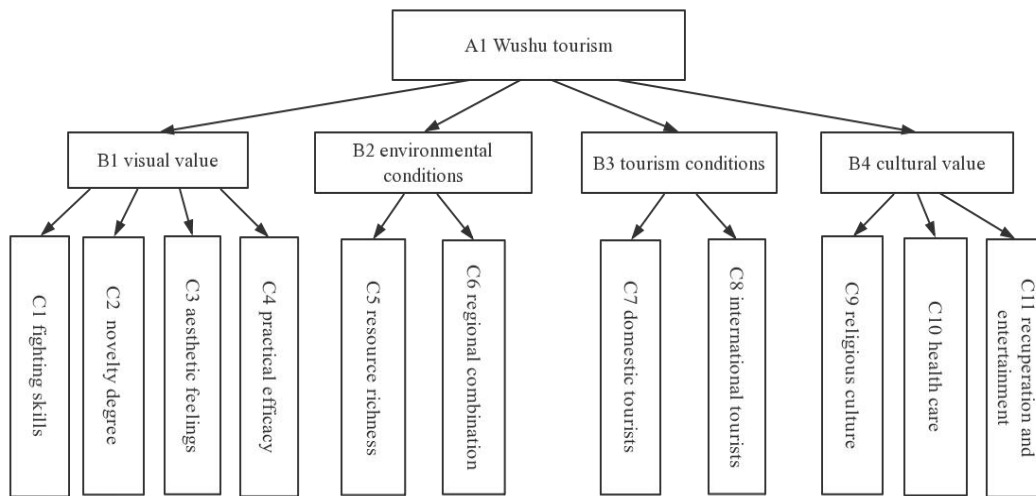 A1 Wushu tourism
B1 visual value
B2 environmental
conditions
B3 tourism conditions
B4 cultural value
C1 fighting skills
C2 novelty degree
C3 aesthetic feelings
C4 practical efficacy
C5 resource richness
C6 regional combination
C7 domestic tourists
C8 international tourists
C9 religious culture
C10 health care
C11 recuperation and
entertainment